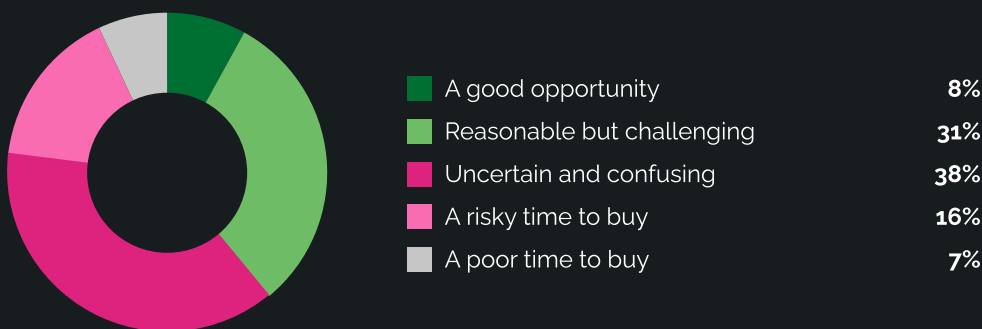 A good opportunity 8%
Reasonable but challenging 31%
Uncertain and confusing 38%
A risky time to buy 16%
A poor time to buy 7%